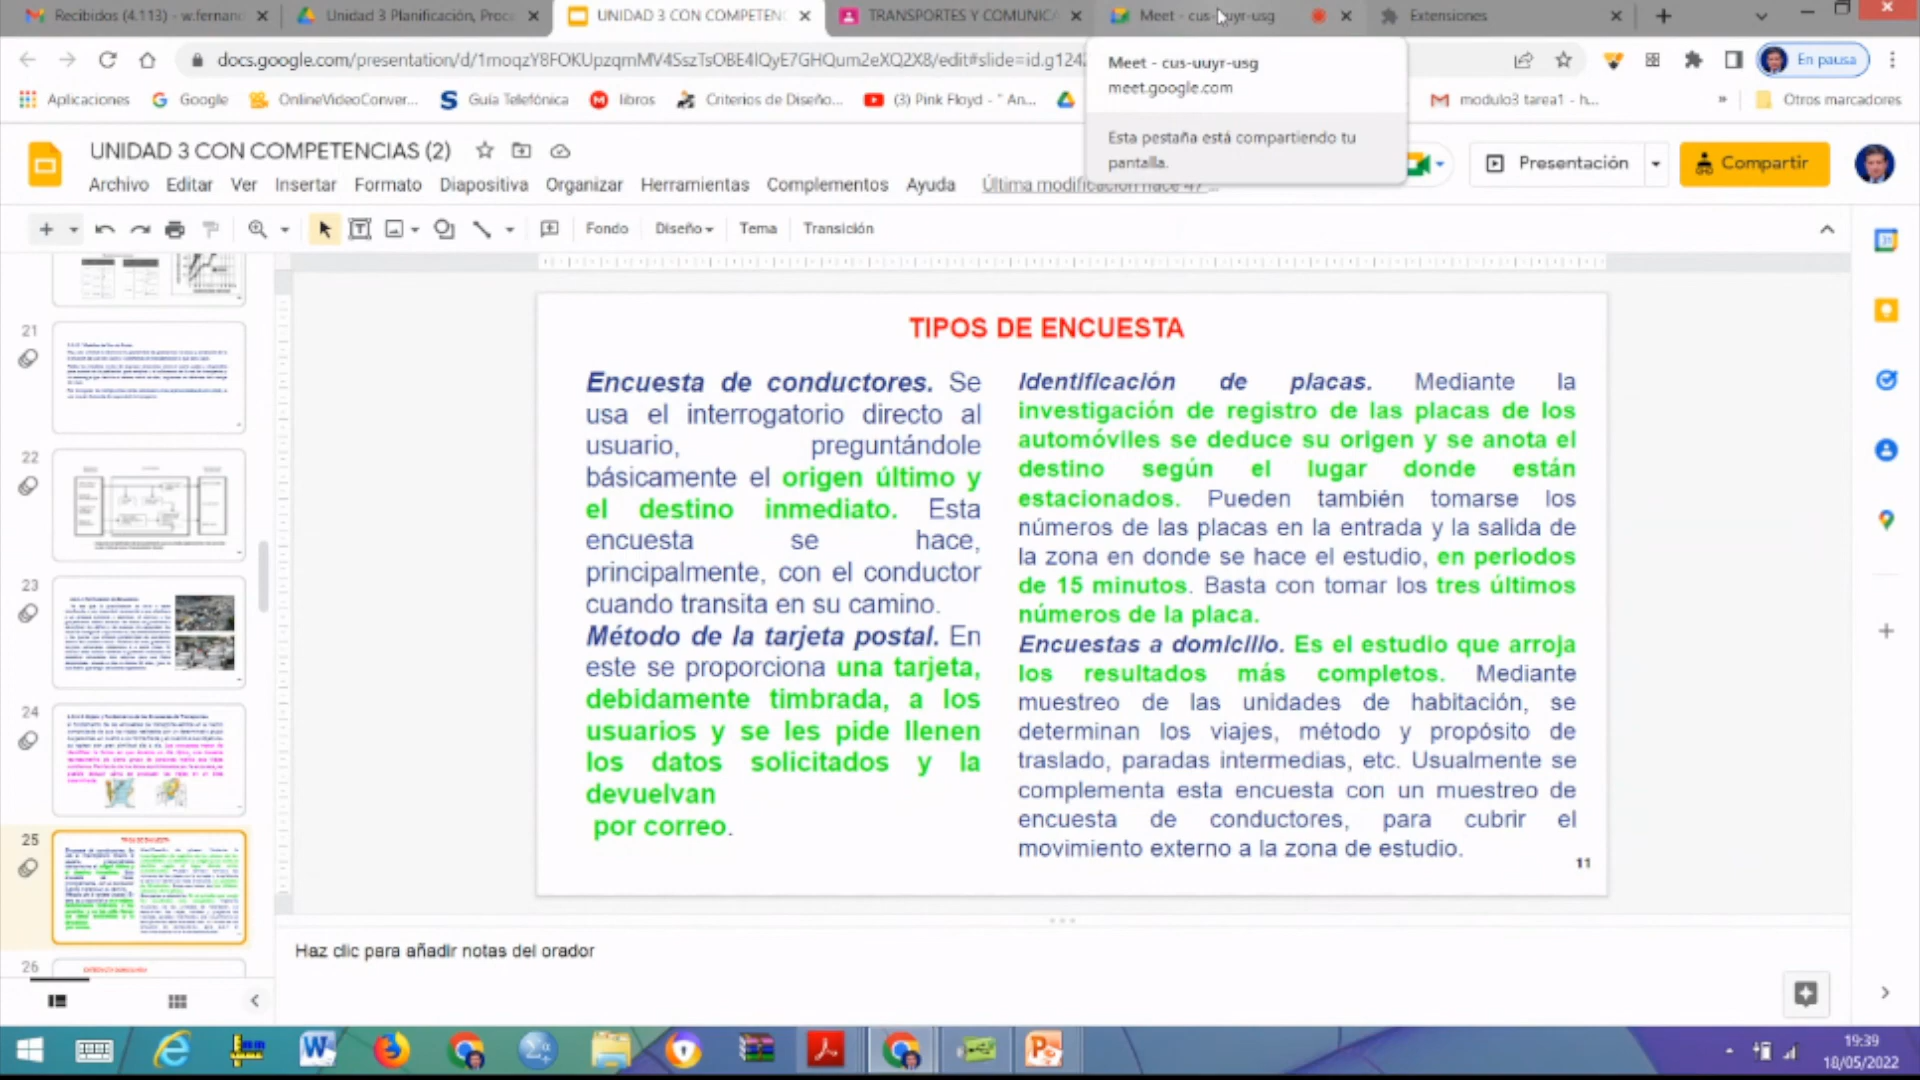 Recibidos (4.113) - w.fernan
Unidad 3 Planificación, Proc
UNIDAD 3 CON COMPETENC
TRANSPORTES Y COMUNICA
Meet - cus-uuyr-usg
Extensiones
docs.google.com/presentation/d/1moqzY8FOKUpzqmMV4SszTsOBE4lQyE7GHQum2eXQ2X8/edit#slide=id.g1242
En pausa
Meet - cus-uuyr-usg
meet.google.com
Esta pestaña está compartiendo tu
pantalla.
Aplicaciones
Google
OnlineVideoConver...
Guía Telefónica
libros
Criterios de Diseño...
(3) Pink Floyd - " An...
modulo3 tarea1 - h...
»
Otros marcadores
UNIDAD 3 CON COMPETENCIAS (2)
Presentación
Compartir
Archivo Editar Ver Insertar Formato Diapositiva Organizar Herramientas Complementos Ayuda Última modificación hace 47 ...
Fondo Diseño Tema Transición
21
22
23
24
25
26
TIPOS DE ENCUESTA
Encuesta de conductores. Se
usa el interrogatorio directo al
usuario, preguntándole
básicamente el origen último y
el destino inmediato. Esta
encuesta se hace,
principalmente, con el conductor
cuando transita en su camino.
Método de la tarjeta postal. En
este se proporciona una tarjeta,
debidamente timbrada, a los
usuarios y se les pide llenen
los datos solicitados y la
devuelvan
por correo.
Identificación de placas. Mediante la
investigación de registro de las placas de los
automóviles se deduce su origen y se anota el
destino según el lugar donde están
estacionados. Pueden también tomarse los
números de las placas en la entrada y la salida de
la zona en donde se hace el estudio, en periodos
de 15 minutos. Basta con tomar los tres últimos
números de la placa.
Encuestas a domicilio. Es el estudio que arroja
los resultados más completos. Mediante
muestreo de las unidades de habitación, se
determinan los viajes, método y propósito de
traslado, paradas intermedias, etc. Usualmente se
complementa esta encuesta con un muestreo de
encuesta de conductores, para cubrir el
movimiento externo a la zona de estudio.
11
Haz clic para añadir notas del orador
19:39
18/05/2022